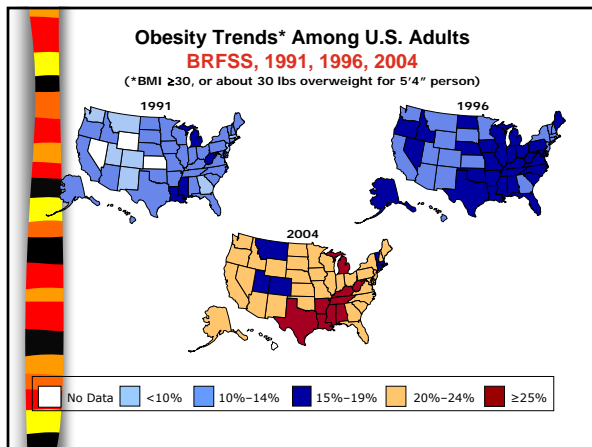 Obesity Trends* Among U.S. Adults
BRFSS, 1991, 1996, 2004
(*BMI ≥30, or about 30 lbs overweight for 5'4" person)
1991
1996
2004
No Data
<10%
10%–14%
15%–19%
20%–24%
≥25%